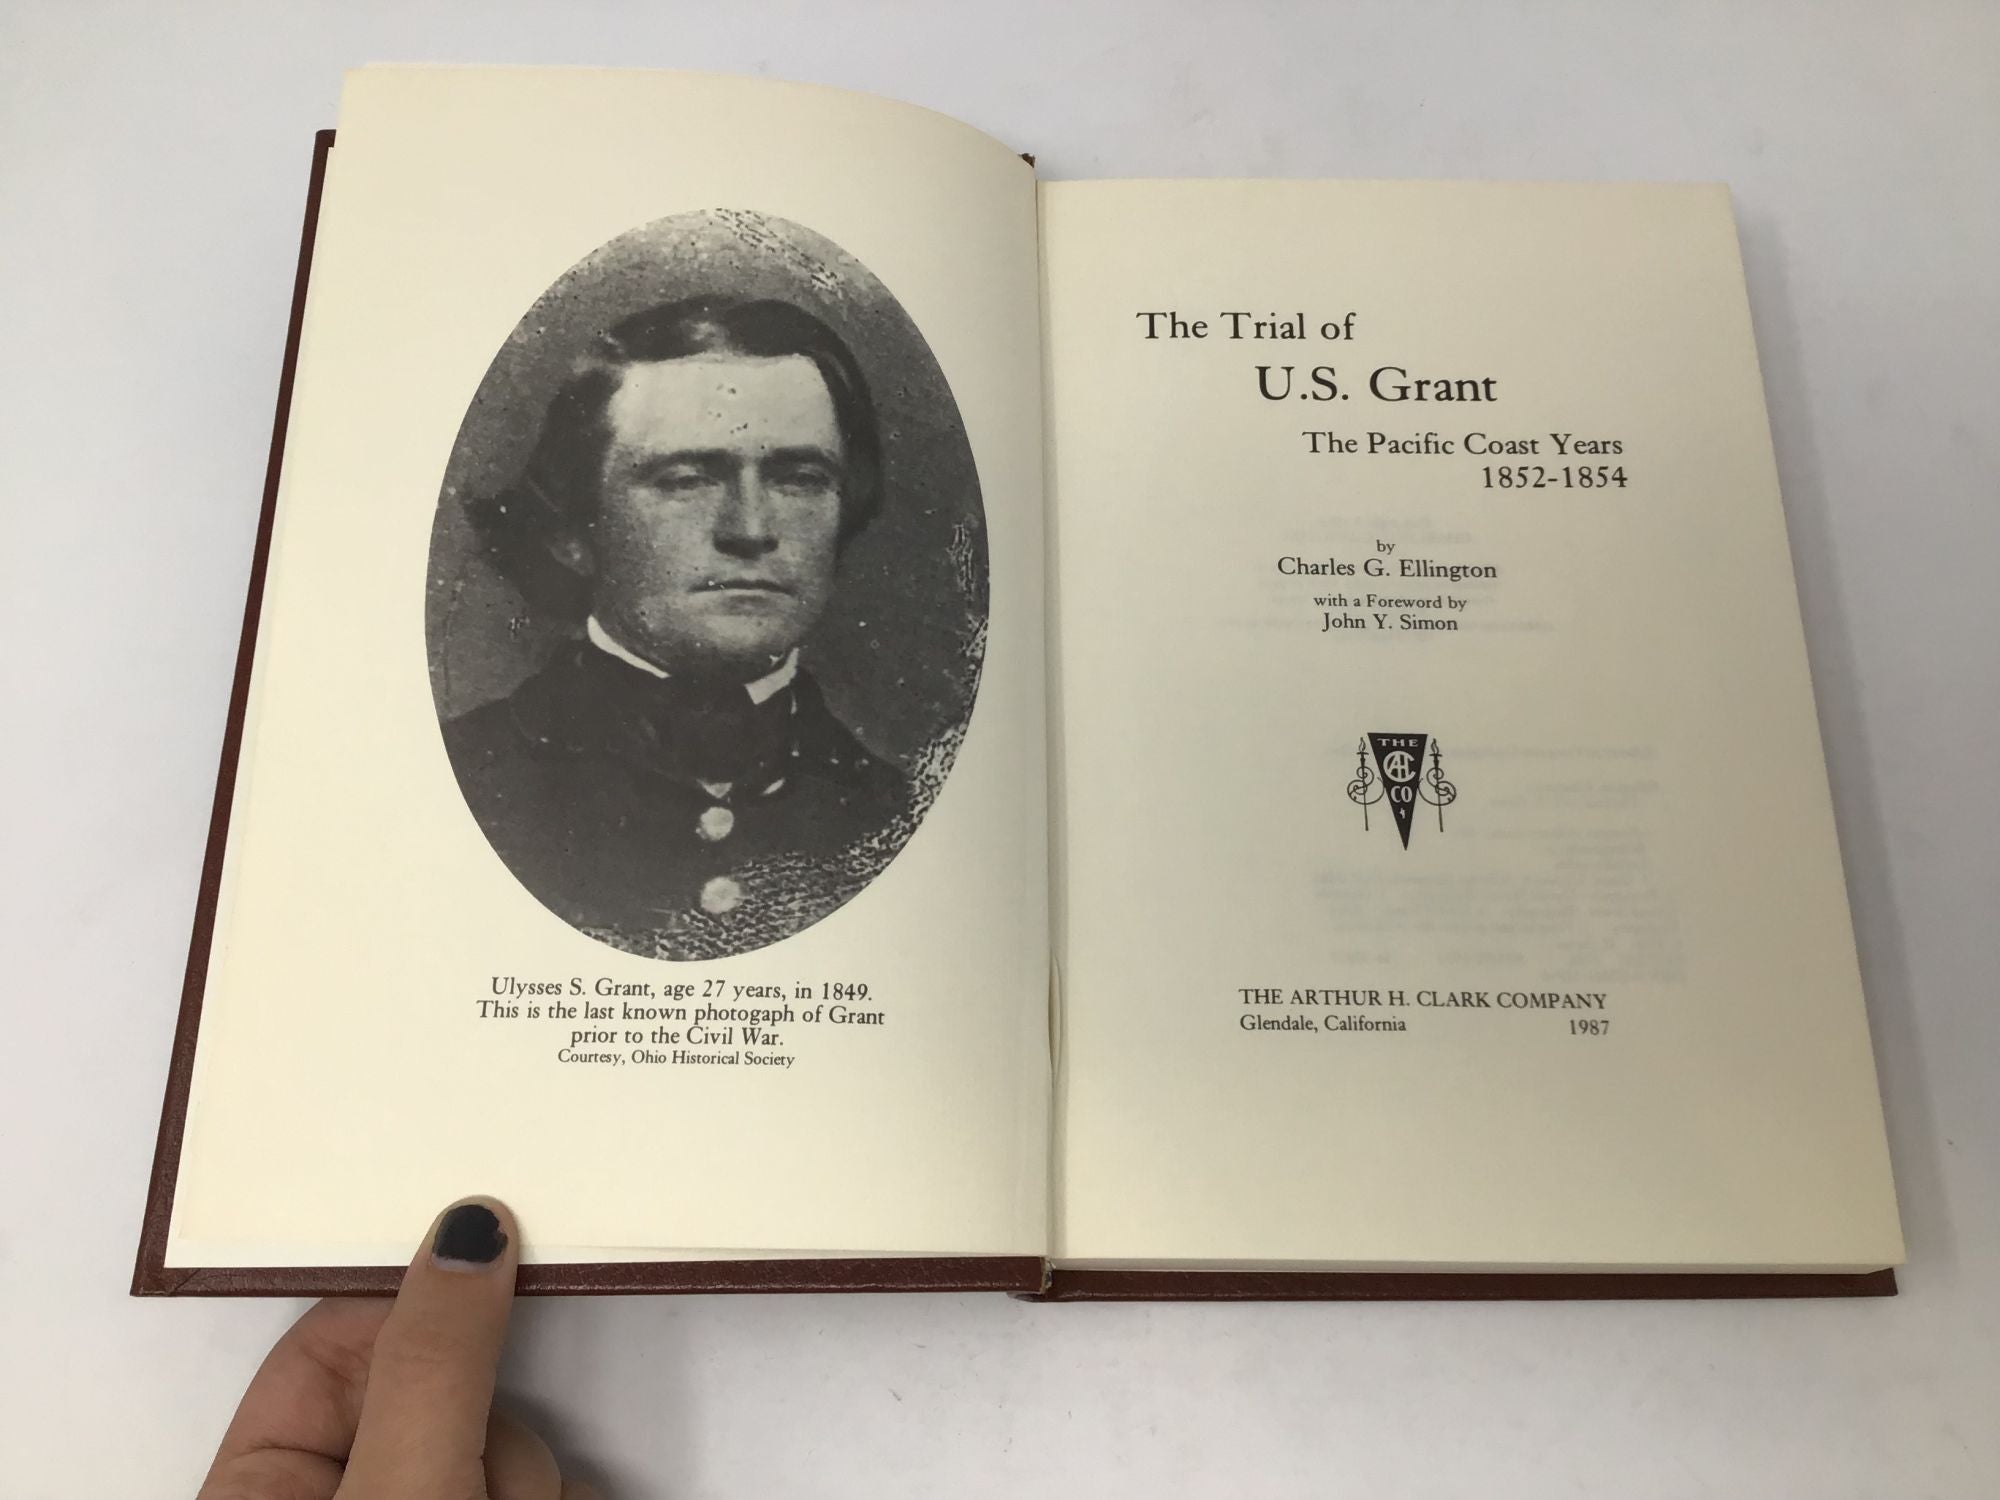 Ulysses S. Grant, age 27 years, in 1849.
This is the last known photogaph of Grant
prior to the Civil War.
Courtesy, Ohio Historical Society
The Trial of
U.S. Grant
The Pacific Coast Years
1852-1854
by
Charles G. Ellington
with a Foreword by
John Y. Simon
THE
AHC
CO
THE ARTHUR H. CLARK COMPANY
Glendale, California 1987